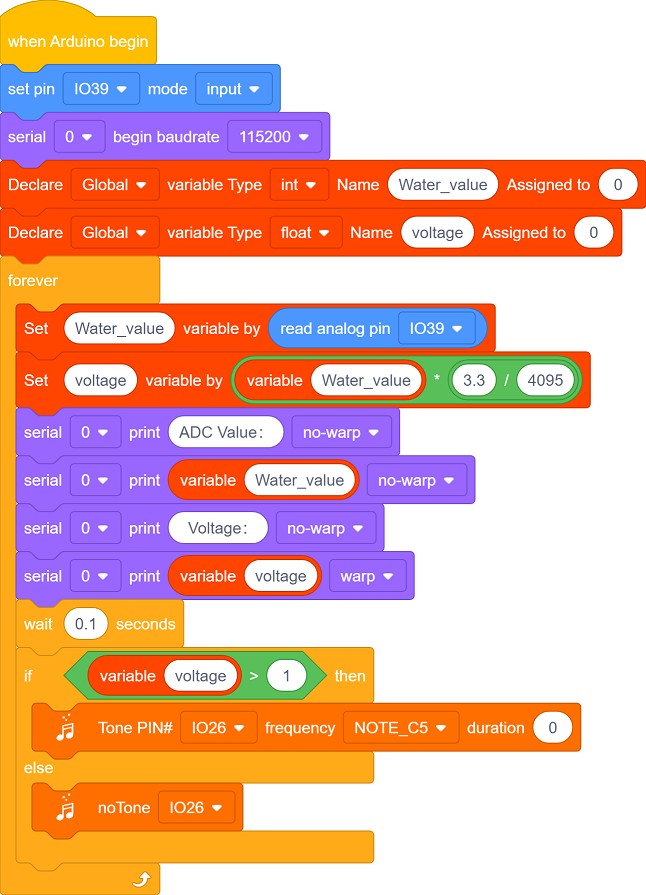 when Arduino begin
set pin IO39 mode input
serial 0 begin baudrate 115200
Declare Global variable Type int Name Water_value Assigned to 0
Declare Global variable Type float Name voltage Assigned to 0
forever
Set Water_value variable by read analog pin IO39
Set voltage variable by variable Water_value * 3.3 / 4095
serial 0 print ADC Value: no-warp
serial 0 print variable Water_value no-warp
serial 0 print Voltage: no-warp
serial 0 print variable voltage warp
wait 0.1 seconds
if variable voltage > 1 then
Tone PIN# IO26 frequency NOTE_C5 duration 0
else
noTone IO26